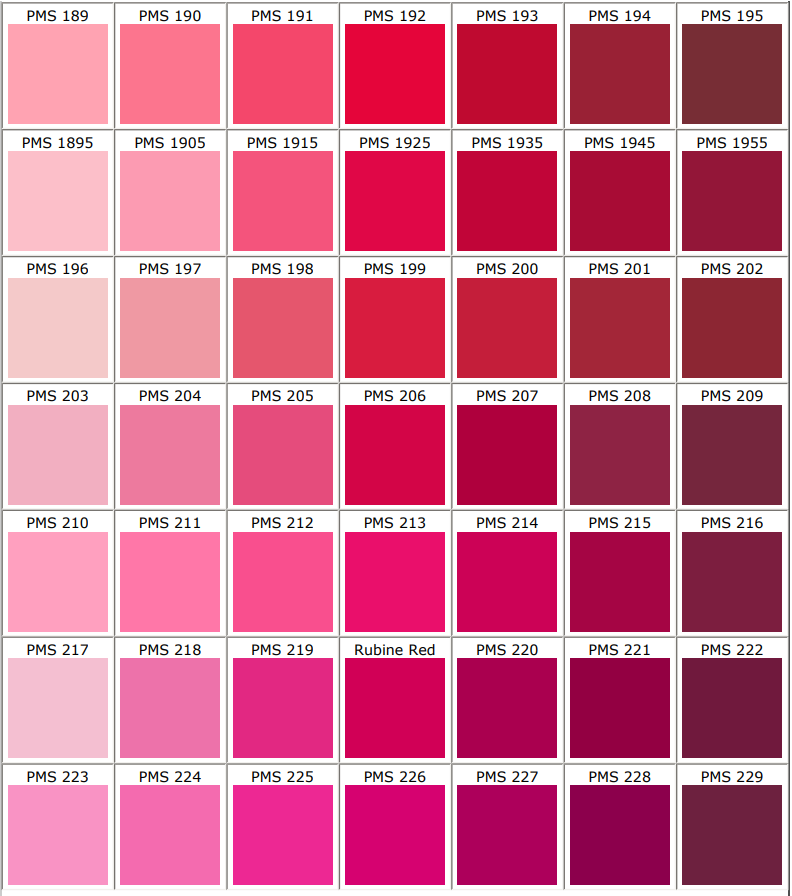 PMS 189 PMS 190 PMS 191 PMS 192 PMS 193 PMS 194 PMS 195
PMS 1895 PMS 1905 PMS 1915 PMS 1925 PMS 1935 PMS 1945 PMS 1955
PMS 196 PMS 197 PMS 198 PMS 199 PMS 200 PMS 201 PMS 202
PMS 203 PMS 204 PMS 205 PMS 206 PMS 207 PMS 208 PMS 209
PMS 210 PMS 211 PMS 212 PMS 213 PMS 214 PMS 215 PMS 216
PMS 217 PMS 218 PMS 219 Rubine Red PMS 220 PMS 221 PMS 222
PMS 223 PMS 224 PMS 225 PMS 226 PMS 227 PMS 228 PMS 229